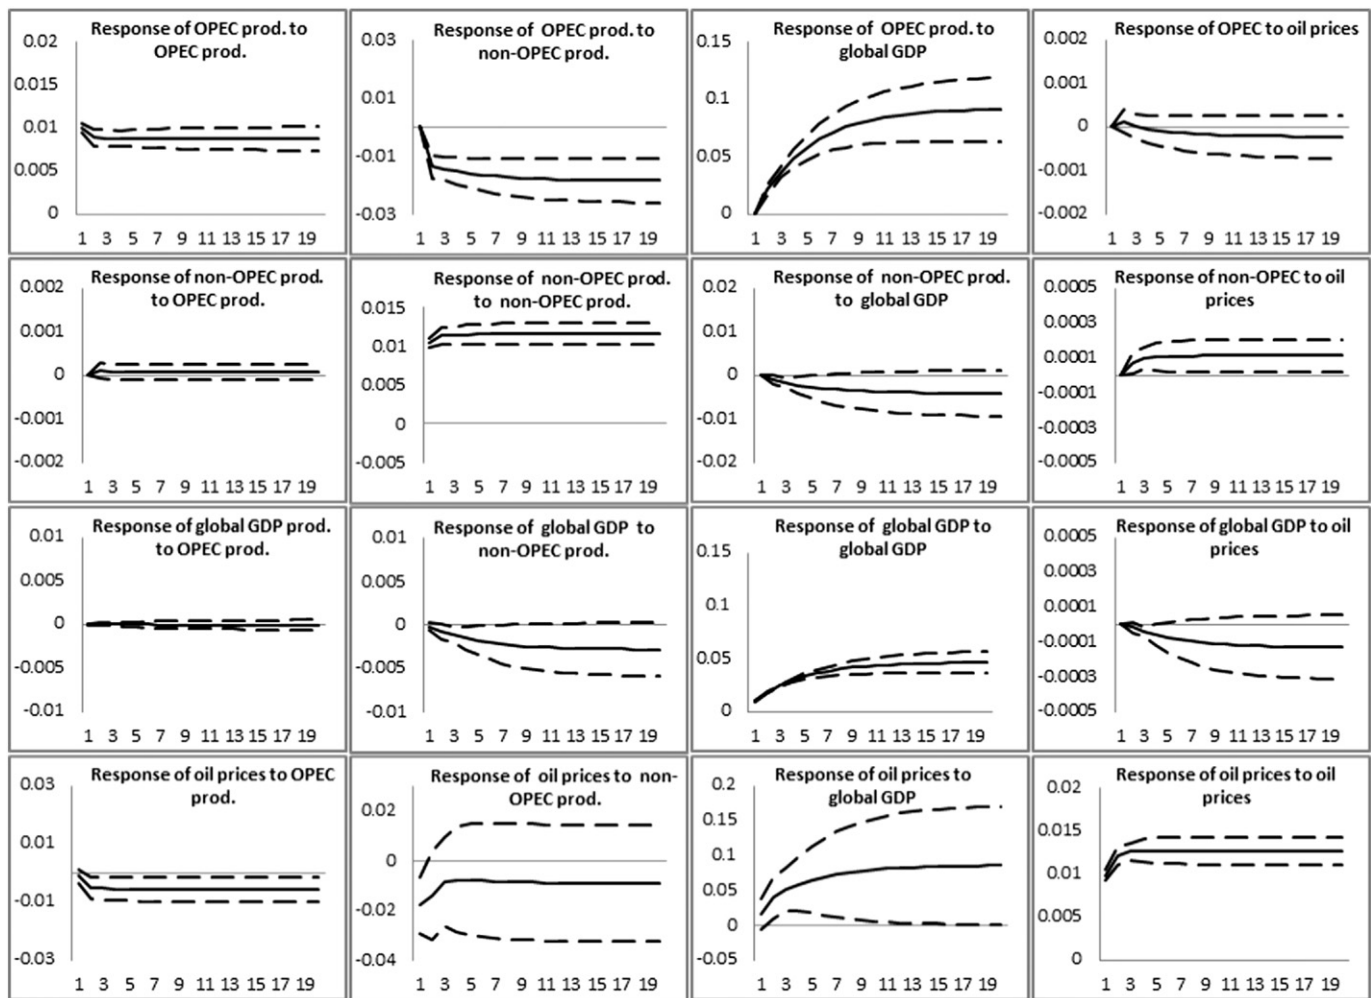 Response of OPEC prod. to
OPEC prod.
0.02
0.015
0.01
0.005
0
1 3 5 7 9 11 13 15 17 19
Response of OPEC prod. to
non-OPEC prod.
0.03
0.01
-0.01
-0.03
1 3 5 7 9 11 13 15 17 19
Response of OPEC prod. to
global GDP
0.15
0.1
0.05
0
1 3 5 7 9 11 13 15 17 19
Response of OPEC to oil prices
0.002
0.001
0
-0.001
-0.002
1 3 5 7 9 11 13 15 17 19
Response of non-OPEC prod.
to OPEC prod.
0.002
0.001
0
-0.001
-0.002
1 3 5 7 9 11 13 15 17 19
Response of non-OPEC prod.
to non-OPEC prod.
0.015
0.01
0.005
0
-0.005
1 3 5 7 9 11 13 15 17 19
Response of non-OPEC prod.
to global GDP
0.02
0.01
0
-0.01
-0.02
1 3 5 7 9 11 13 15 17 19
Response of non-OPEC to oil
prices
0.0005
0.0003
0.0001
-0.0001
-0.0003
-0.0005
1 3 5 7 9 11 13 15 17 19
Response of global GDP prod.
to OPEC prod.
0.01
0.005
0
-0.005
-0.01
1 3 5 7 9 11 13 15 17 19
Response of global GDP to
non-OPEC prod.
0.01
0.005
0
-0.005
-0.01
1 3 5 7 9 11 13 15 17 19
Response of global GDP to
global GDP
0.15
0.1
0.05
0
1 3 5 7 9 11 13 15 17 19
Response of global GDP to oil
prices
0.0005
0.0003
0.0001
-0.0001
-0.0003
-0.0005
1 3 5 7 9 11 13 15 17 19
Response of oil prices to OPEC
prod.
0.03
0.01
-0.01
-0.03
1 3 5 7 9 11 13 15 17 19
Response of oil prices to non-
OPEC prod.
0.02
0
-0.02
-0.04
1 3 5 7 9 11 13 15 17 19
Response of oil prices to
global GDP
0.2
0.15
0.1
0.05
0
-0.05
1 3 5 7 9 11 13 15 17 19
Response of oil prices to oil
prices
0.02
0.015
0.01
0.005
0
1 3 5 7 9 11 13 15 17 19